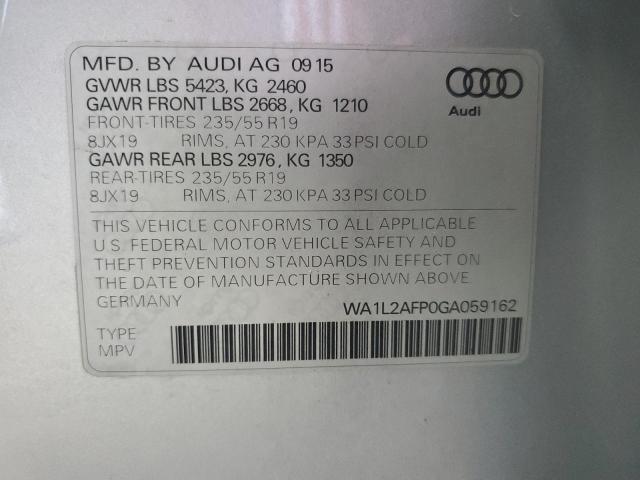 MFD. BY AUDI AG 09 15
GVWR LBS 5423, KG 2460
GAWR FRONT LBS 2668, KG 1210
FRONT-TIRES 235/55 R19
8JX19 RIMS, AT 230 KPA 33 PSI COLD
GAWR REAR LBS 2976, KG 1350
REAR-TIRES 235/55 R19
8JX19 RIMS, AT 230 KPA 33 PSI COLD
Audi
THIS VEHICLE CONFORMS TO ALL APPLICABLE
U.S. FEDERAL MOTOR VEHICLE SAFETY AND
THEFT PREVENTION STANDARDS IN EFFECT ON
THE DATE OF MANUFACTURE SHOWN ABOVE.
GERMANY WA1L2AFP0GA059162
TYPE
MPV